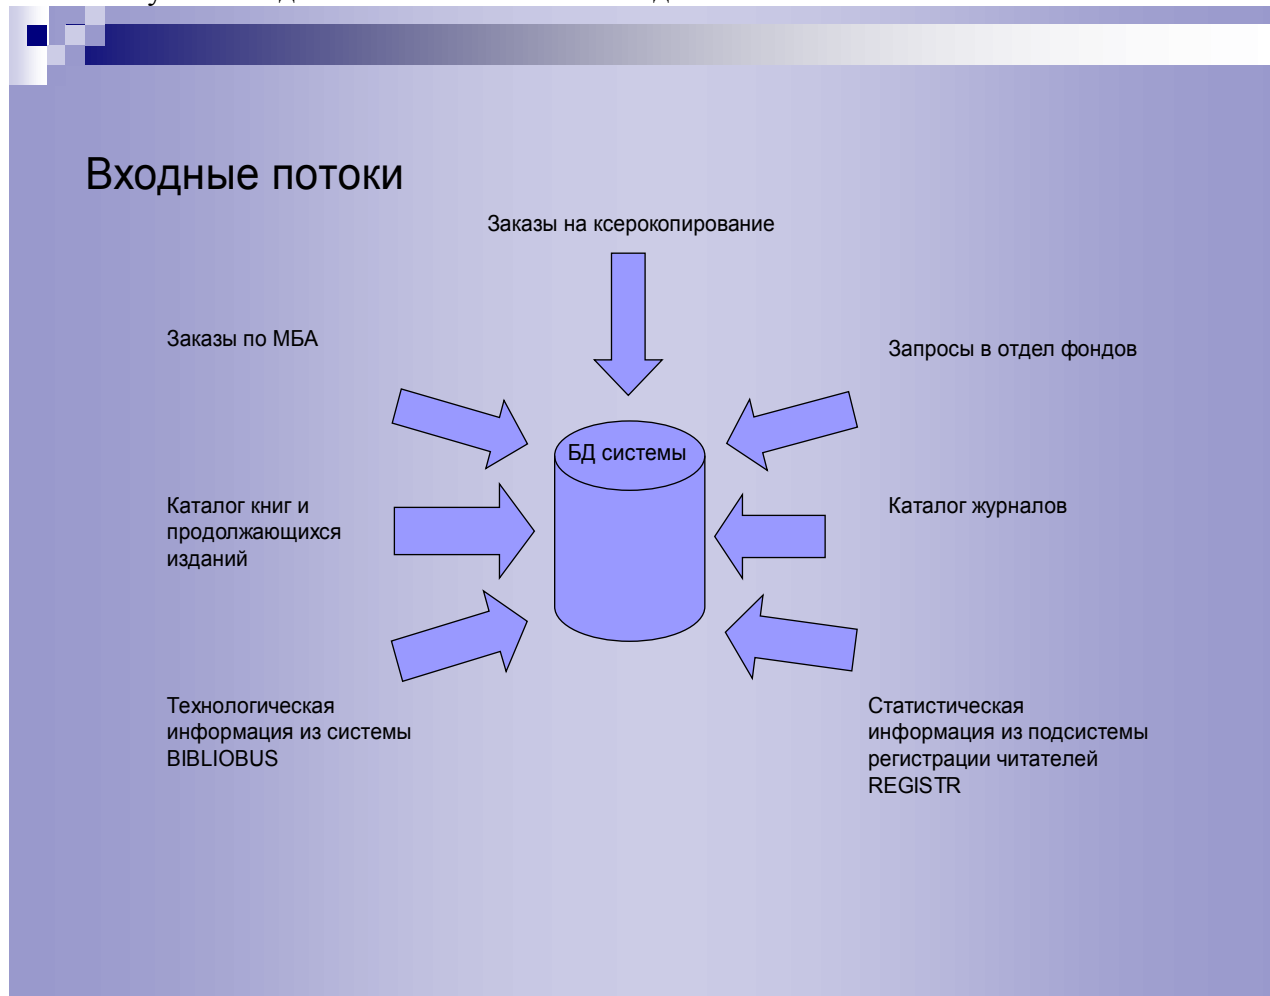 Входные потоки
Заказы на ксерокопирование
Заказы по МБА
Запросы в отдел фондов
БД системы
Каталог книг и
продолжающихся
изданий
Каталог журналов
Технологическая
информация из системы
BIBLIOBUS
Статистическая
информация из подсистемы
регистрации читателей
REGISTR